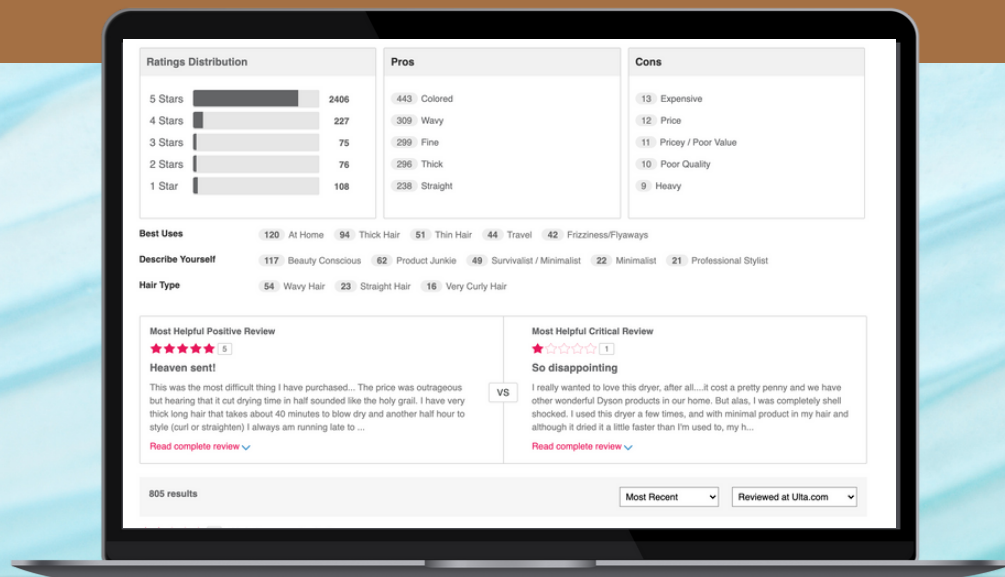 Ratings Distribution
5 Stars 2406
4 Stars 227
3 Stars 75
2 Stars 76
1 Star 108
Pros
443 Colored
309 Wavy
299 Fine
296 Thick
238 Straight
Cons
13 Expensive
12 Price
11 Pricey / Poor Value
10 Poor Quality
9 Heavy
Best Uses 120 At Home 94 Thick Hair 51 Thin Hair 44 Travel 42 Frizziness/Flyaways
Describe Yourself 117 Beauty Conscious 62 Product Junkie 49 Survivalist / Minimalist 22 Minimalist 21 Professional Stylist
Hair Type 54 Wavy Hair 23 Straight Hair 16 Very Curly Hair
Most Helpful Positive Review
5
Heaven sent!
This was the most difficult thing I have purchased... The price was outrageous
but hearing that it cut drying time in half sounded like the holy grail. I have very
thick long hair that takes about 40 minutes to blow dry and another half hour to
style (curl or straighten) I always am running late to ...
Read complete review
VS
Most Helpful Critical Review
1
So disappointing
I really wanted to love this dryer, after all....it cost a pretty penny and we have
other wonderful Dyson products in our home. But alas, I was completely shell
shocked. I used this dryer a few times, and with minimal product in my hair and
although it dried it a little faster than I'm used to, my h...
Read complete review
805 results
Most Recent
Reviewed at Ulta.com